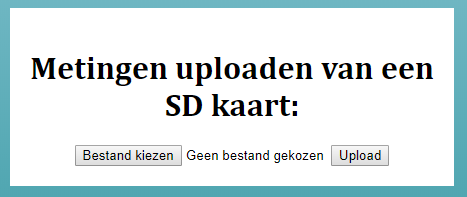 Metingen uploaden van een
SD kaart:
Bestand kiezen Geen bestand gekozen Upload